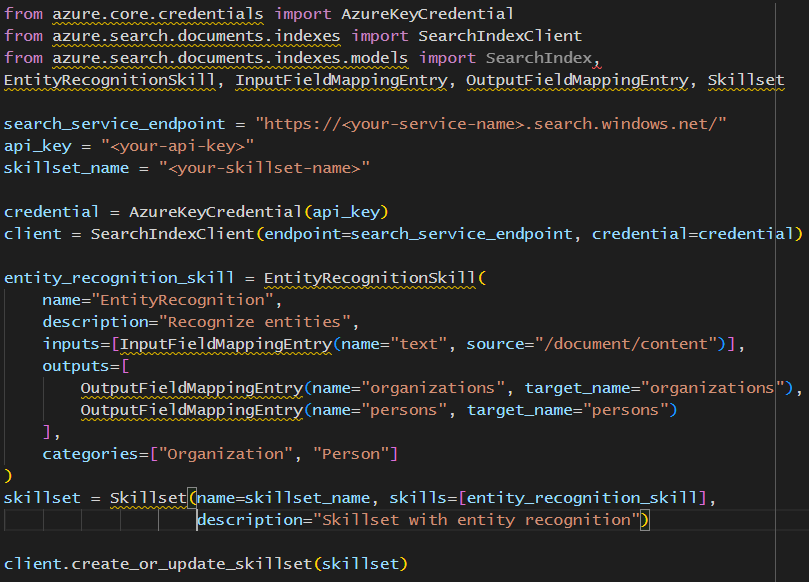 from azure.core.credentials import AzureKeyCredential
from azure.search.documents.indexes import SearchIndexClient
from azure.search.documents.indexes.models import SearchIndex,
EntityRecognitionSkill, InputFieldMappingEntry, OutputFieldMappingEntry, Skillset

search_service_endpoint = "https://<your-service-name>.search.windows.net/"
api_key = "<your-api-key>"
skillset_name = "<your-skillset-name>"

credential = AzureKeyCredential(api_key)
client = SearchIndexClient(endpoint=search_service_endpoint, credential=credential)

entity_recognition_skill = EntityRecognitionSkill(
    name="EntityRecognition",
    description="Recognize entities",
    inputs=[InputFieldMappingEntry(name="text", source="/document/content")],
    outputs=[
        OutputFieldMappingEntry(name="organizations", target_name="organizations"),
        OutputFieldMappingEntry(name="persons", target_name="persons")
    ],
    categories=["Organization", "Person"]
)
skillset = Skillset(name=skillset_name, skills=[entity_recognition_skill],
                    description="Skillset with entity recognition")

client.create_or_update_skillset(skillset)